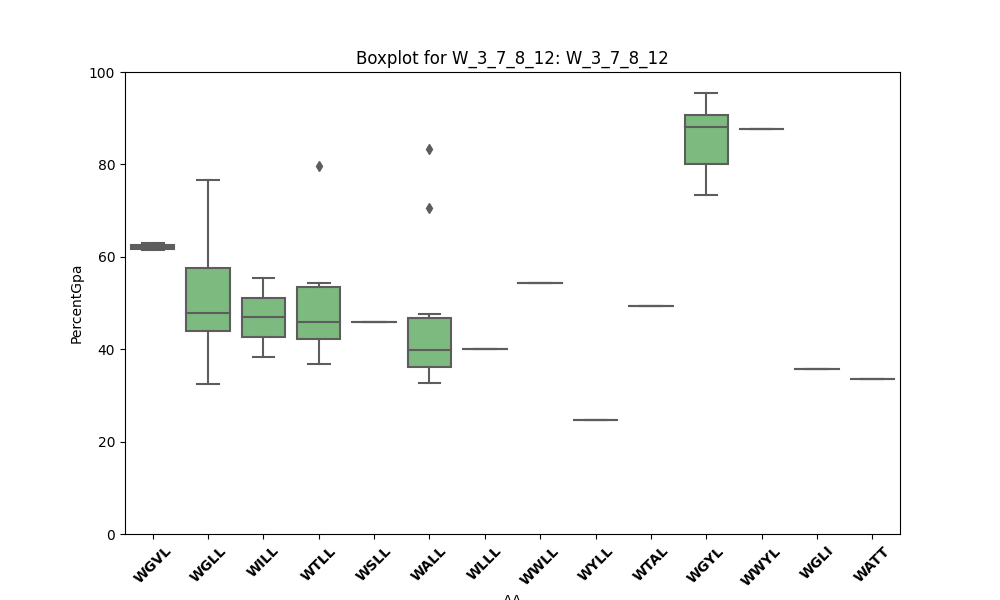 Boxplot for W_3_7_8_12: W_3_7_8_12
100
80
60
40
20
0
PercentGpa
WGVL WGLL WILL WTLL WSLL WALL WLLL WWLL WYLL WTAL WGYL WWYL WGLI WATT
AA